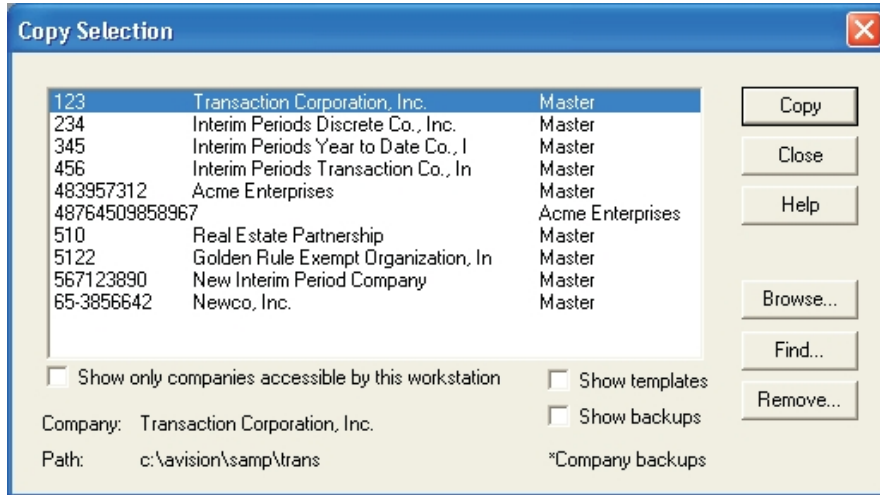 Copy Selection
123 Transaction Corporation, Inc. Master
234 Interim Periods Discrete Co., Inc. Master
345 Interim Periods Year to Date Co., I Master
456 Interim Periods Transaction Co., In Master
483957312 Acme Enterprises Master
48764509858967 Acme Enterprises
510 Real Estate Partnership Master
5122 Golden Rule Exempt Organization, In Master
567123890 New Interim Period Company Master
65-3856642 Newco, Inc. Master
Copy
Close
Help
Browse...
Find...
Remove...
Show only companies accessible by this workstation
Show templates
Show backups
Company: Transaction Corporation, Inc.
Path: c:\avision\samp\trans
*Company backups